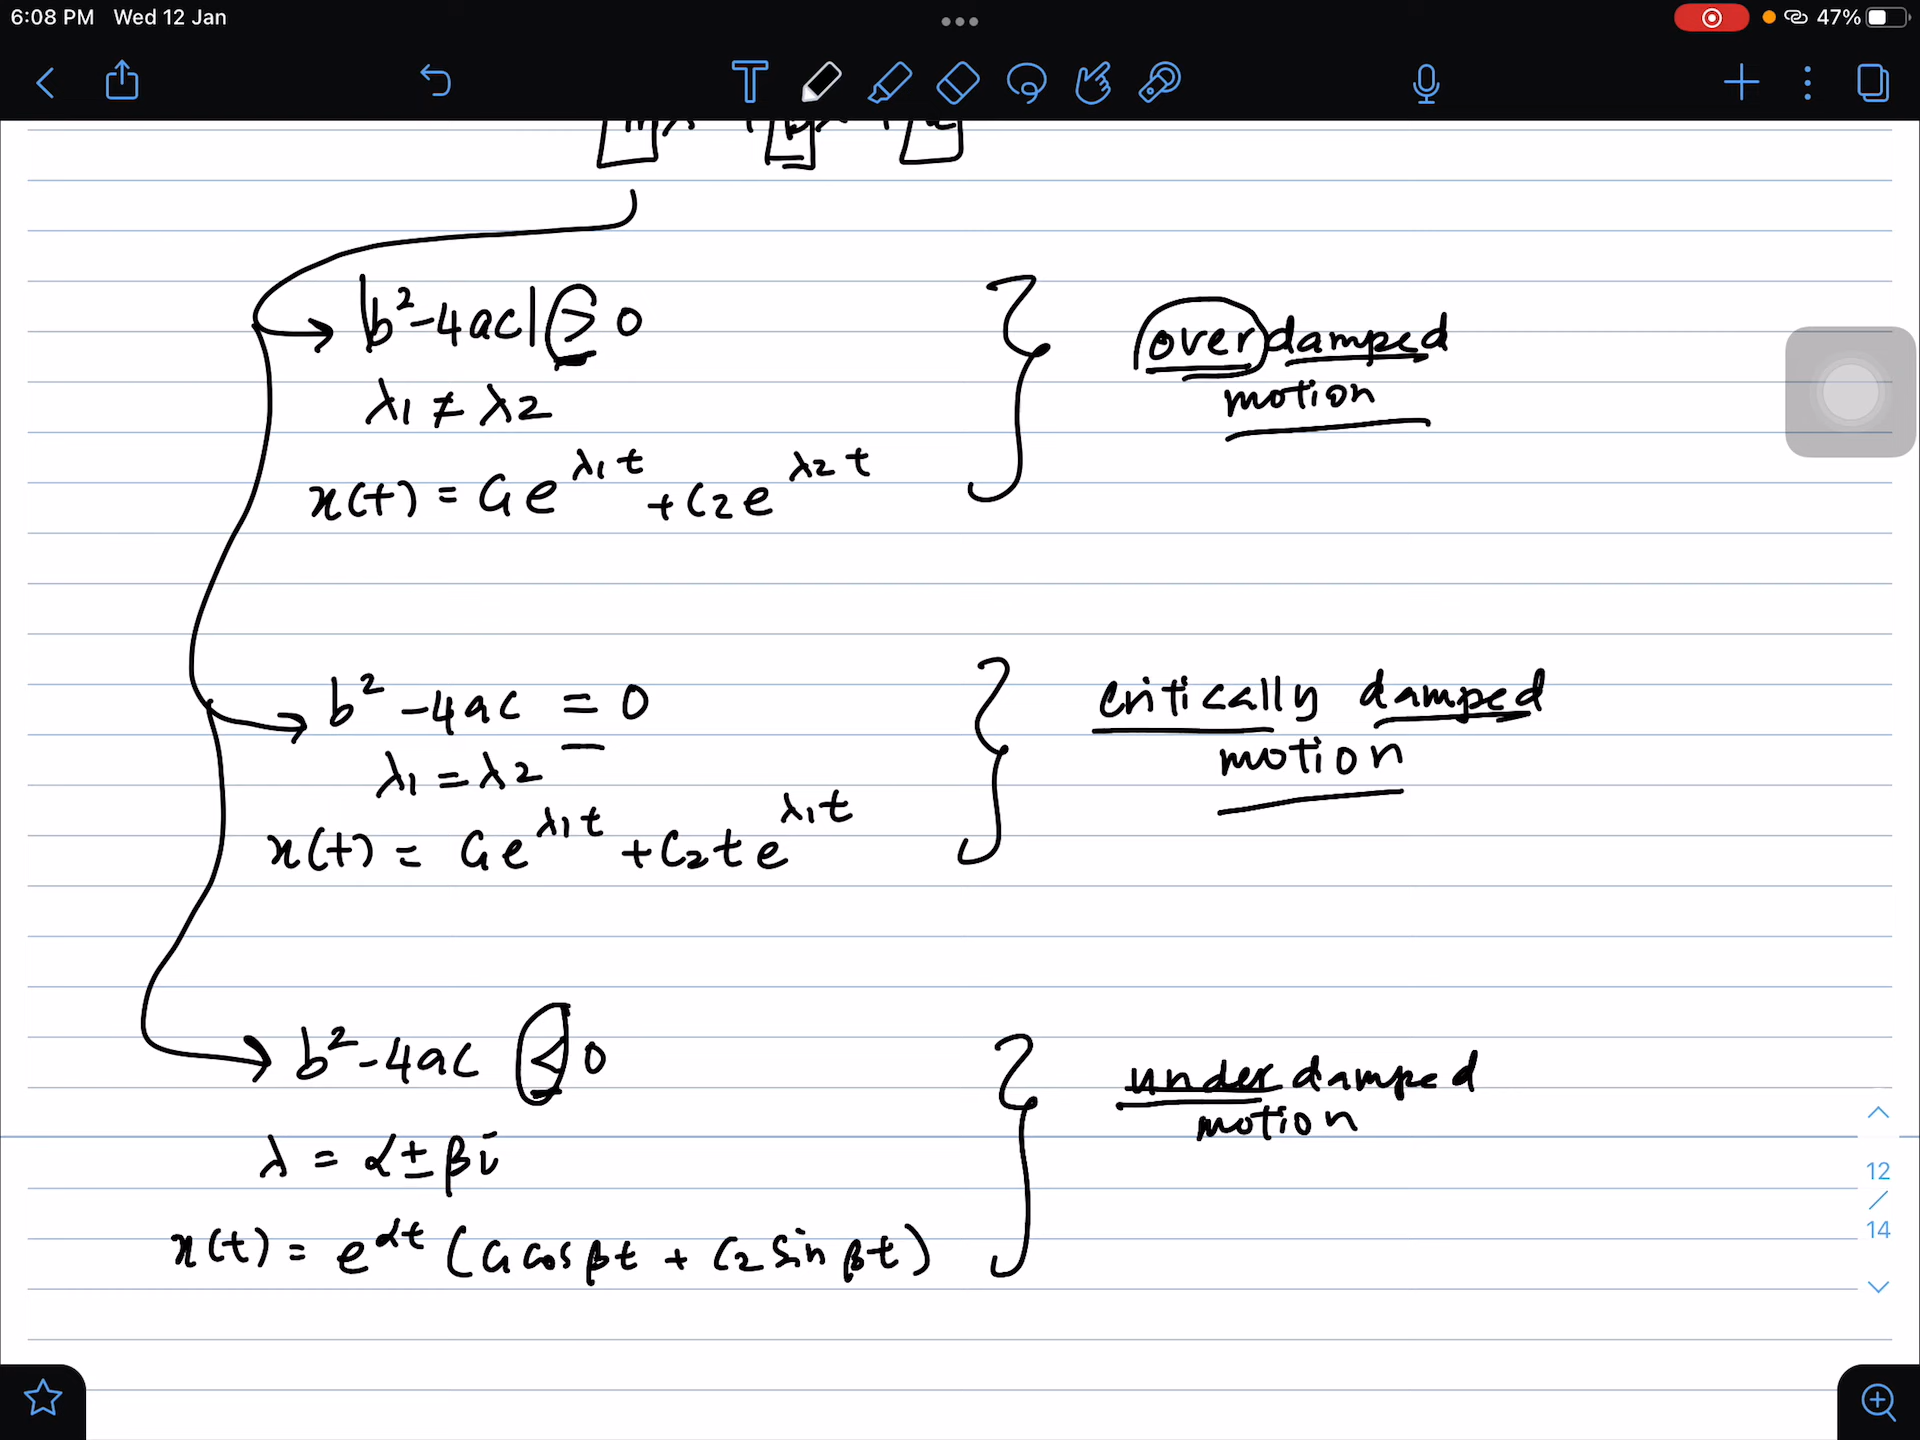 6:08 PM Wed 12 Jan
47%
T
b² - 4ac > 0
over damped
motion
λ1 ≠ λ2
x(t) = C1e^λ1t + C2e^λ2t
b² - 4ac = 0
critically damped
motion
λ1 = λ2
x(t) = C1e^λ1t + C2te^λ1t
b² - 4ac < 0
under damped
motion
λ = α ± βi
x(t) = e^αt (C1 cos βt + C2 sin βt)
12
/
14